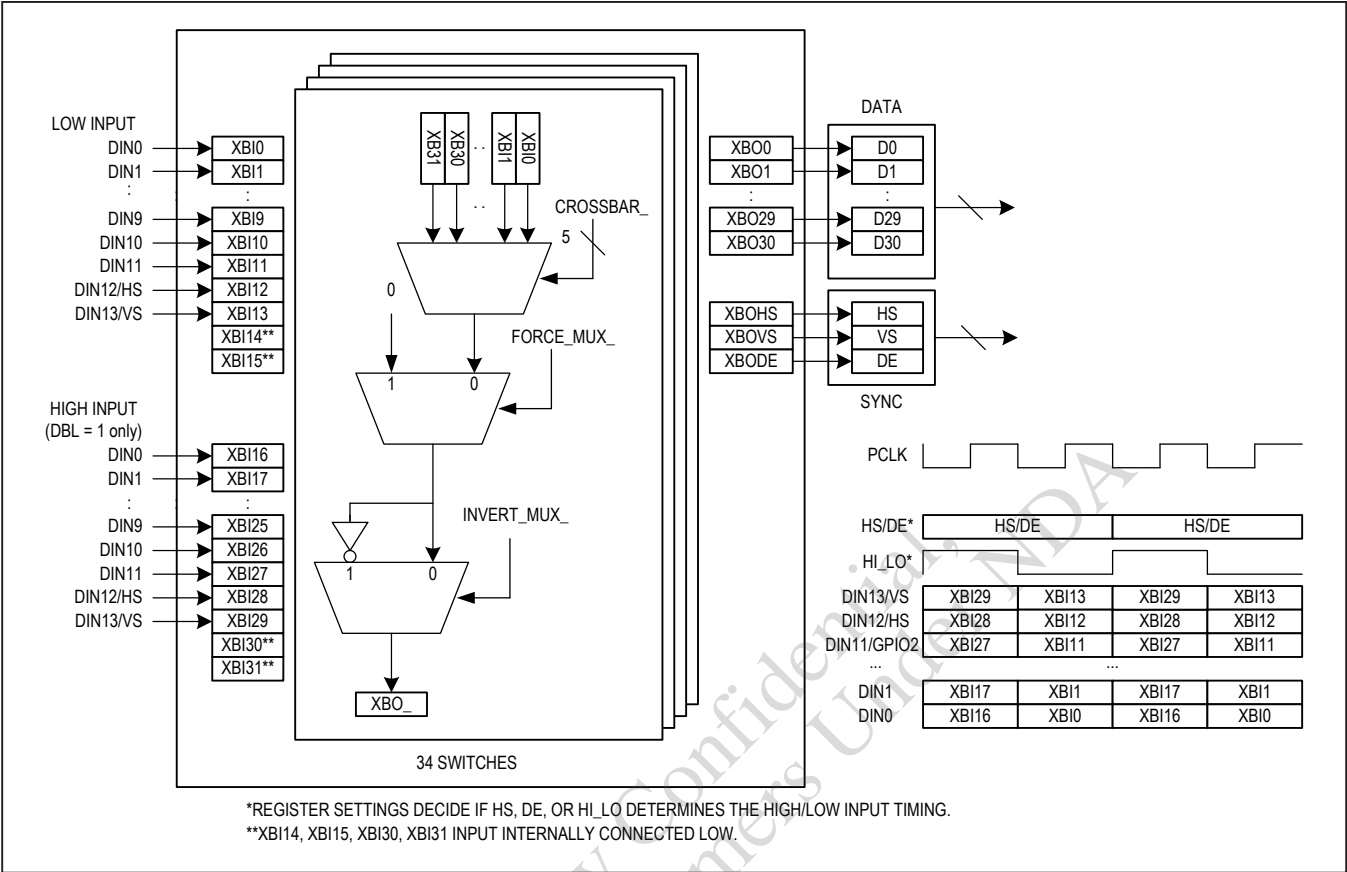 LOW INPUT
DIN0 XBI0
DIN1 XBI1
: :
DIN9 XBI9
DIN10 XBI10
DIN11 XBI11
DIN12/HS XBI12
DIN13/VS XBI13
XBI14**
XBI15**
HIGH INPUT
(DBL = 1 only)
DIN0 XBI16
DIN1 XBI17
: :
DIN9 XBI25
DIN10 XBI26
DIN11 XBI27
DIN12/HS XBI28
DIN13/VS XBI29
XBI30**
XBI31**
XB31 XB30 .. XBI1 XBI0
..
CROSSBAR_
5
0
FORCE_MUX_
1 0
INVERT_MUX_
1 0
XBO_
34 SWITCHES
DATA
XBO0 D0
XBO1 D1
: :
XBO29 D29
XBO30 D30
XBOHS HS
XBOVS VS
XBODE DE
SYNC
PCLK
HS/DE* HS/DE HS/DE
HI_LO*
DIN13/VS XBI29 XBI13 XBI29 XBI13
DIN12/HS XBI28 XBI12 XBI28 XBI12
DIN11/GPIO2 XBI27 XBI11 XBI27 XBI11
... ...
DIN1 XBI17 XBI1 XBI17 XBI1
DIN0 XBI16 XBI0 XBI16 XBI0
*REGISTER SETTINGS DECIDE IF HS, DE, OR HI_LO DETERMINES THE HIGH/LOW INPUT TIMING.
**XBI14, XBI15, XBI30, XBI31 INPUT INTERNALLY CONNECTED LOW.
Confidential,
Under NDA